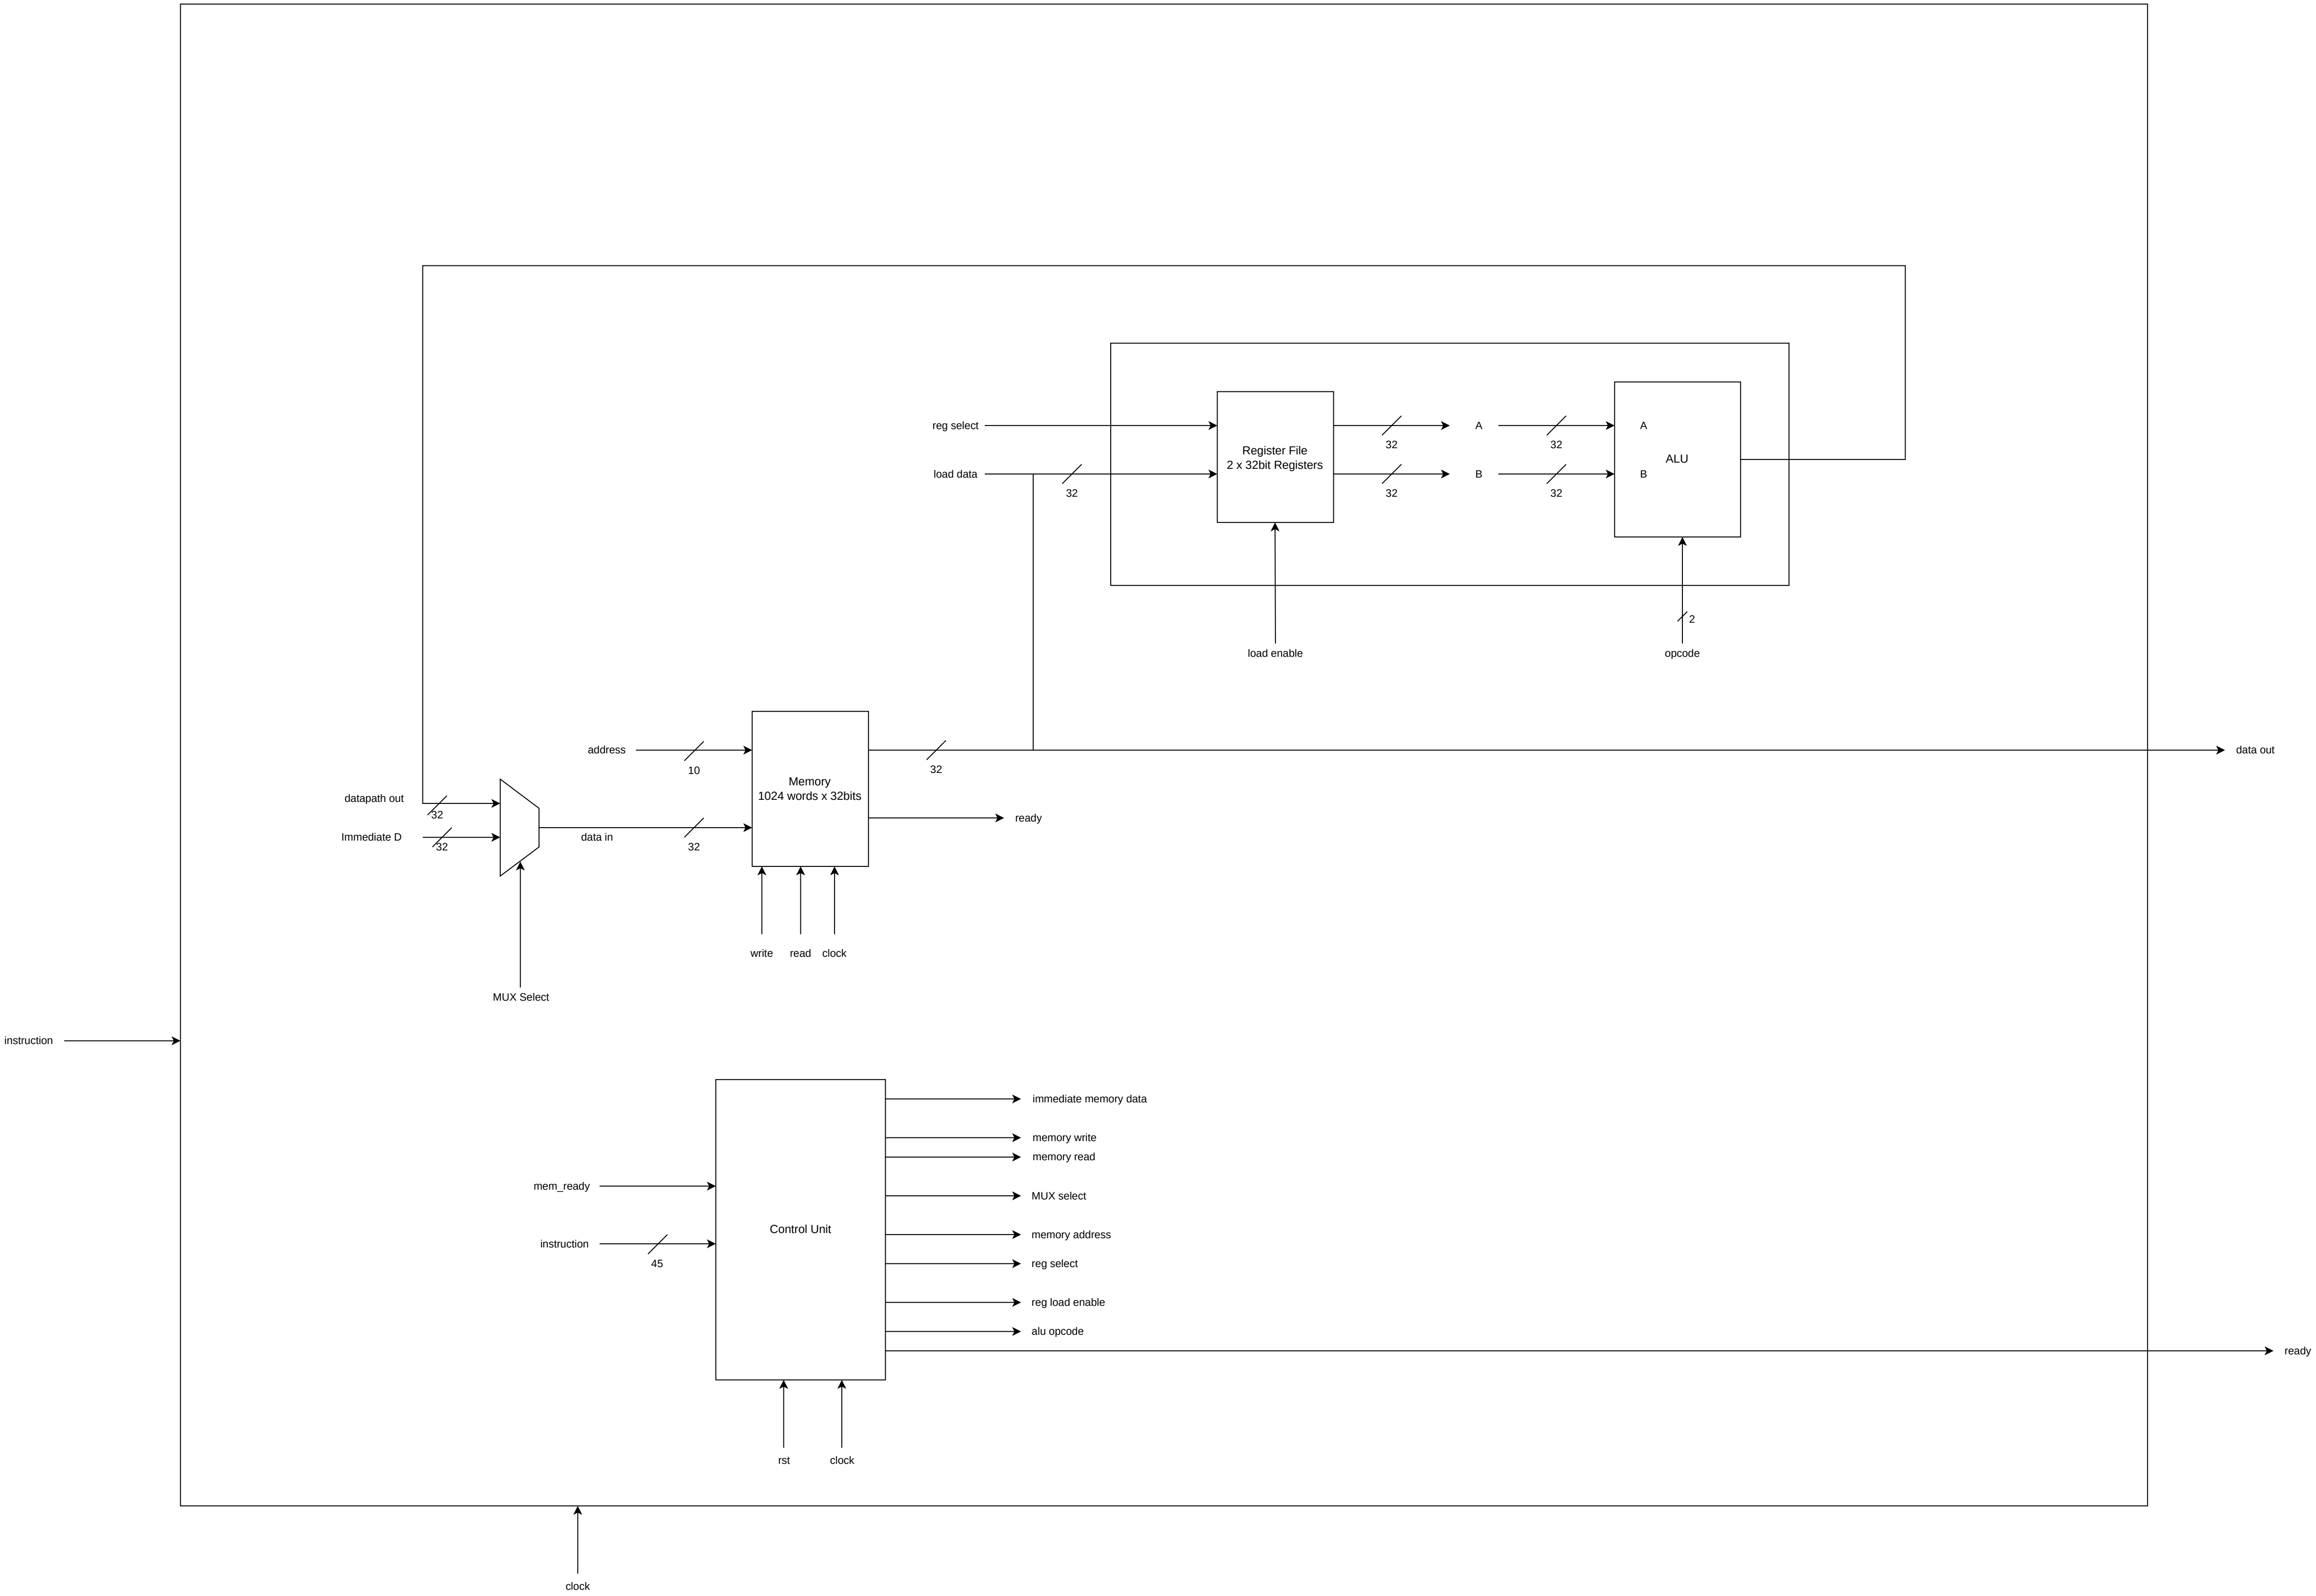 reg select
32
32
A
A
Register File
2 x 32bit Registers
ALU
load data
32
32
32
B
B
2
load enable
opcode
address
10
Memory
1024 words x 32bits
32
data out
datapath out
32
Immediate D
32
data in
32
ready
write
read
clock
MUX Select
instruction
immediate memory data
memory write
memory read
mem_ready
MUX select
Control Unit
memory address
instruction
45
reg select
reg load enable
alu opcode
ready
rst
clock
clock